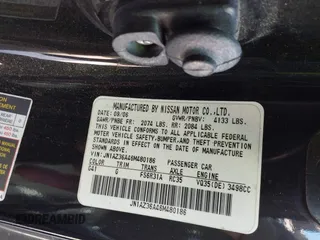 MANUFACTURED BY NISSAN MOTOR CO.,LTD.
DATE: 09/06 GVWR/PNBV: 4133 LBS.
GAWR/PNBE FR: 2074 LBS. RR: 2084 LBS.
THIS VEHICLE CONFORMS TO ALL APPLICABLE FEDERAL
MOTOR VEHICLE SAFETY,BUMPER,AND THEFT PREVENTION
STANDARDS IN EFFECT ON THE DATE OF MANUFACTURE
SHOWN ABOVE.
VIN:JN1AZ36A46M480186 PASSENGER CAR
COLOR TRIM TRANS AXLE ENGINE
G41 G FS6R31A RC35 VQ35(DE) 3498CC
JN1AZ36A46M480186